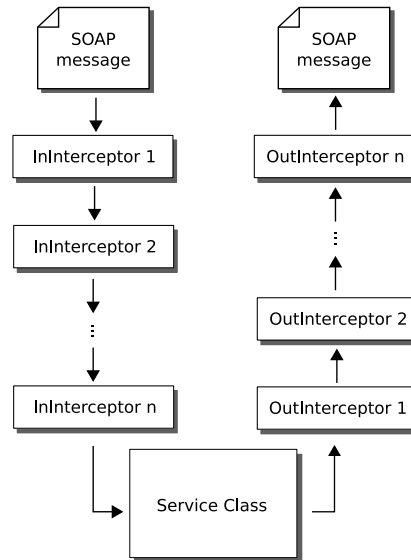 SOAP
message
InInterceptor 1
InInterceptor 2
...
InInterceptor n
Service Class
OutInterceptor 1
OutInterceptor 2
...
OutInterceptor n
SOAP
message